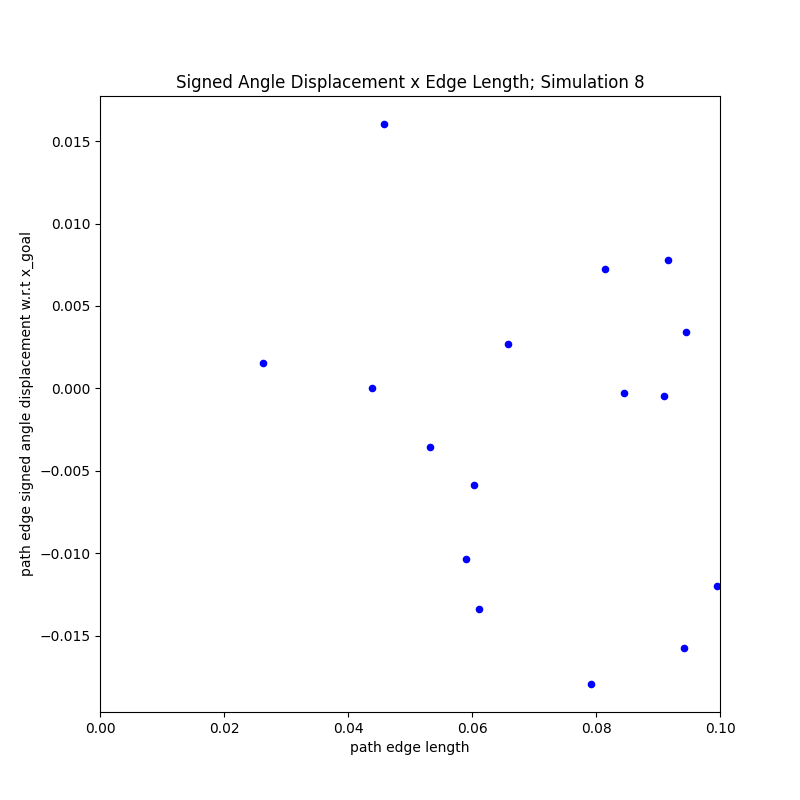 Signed Angle Displacement x Edge Length; Simulation 8
path edge signed angle displacement w.r.t x_goal
0.015
0.010
0.005
0.000
−0.005
−0.010
−0.015
0.00 0.02 0.04 0.06 0.08 0.10
path edge length